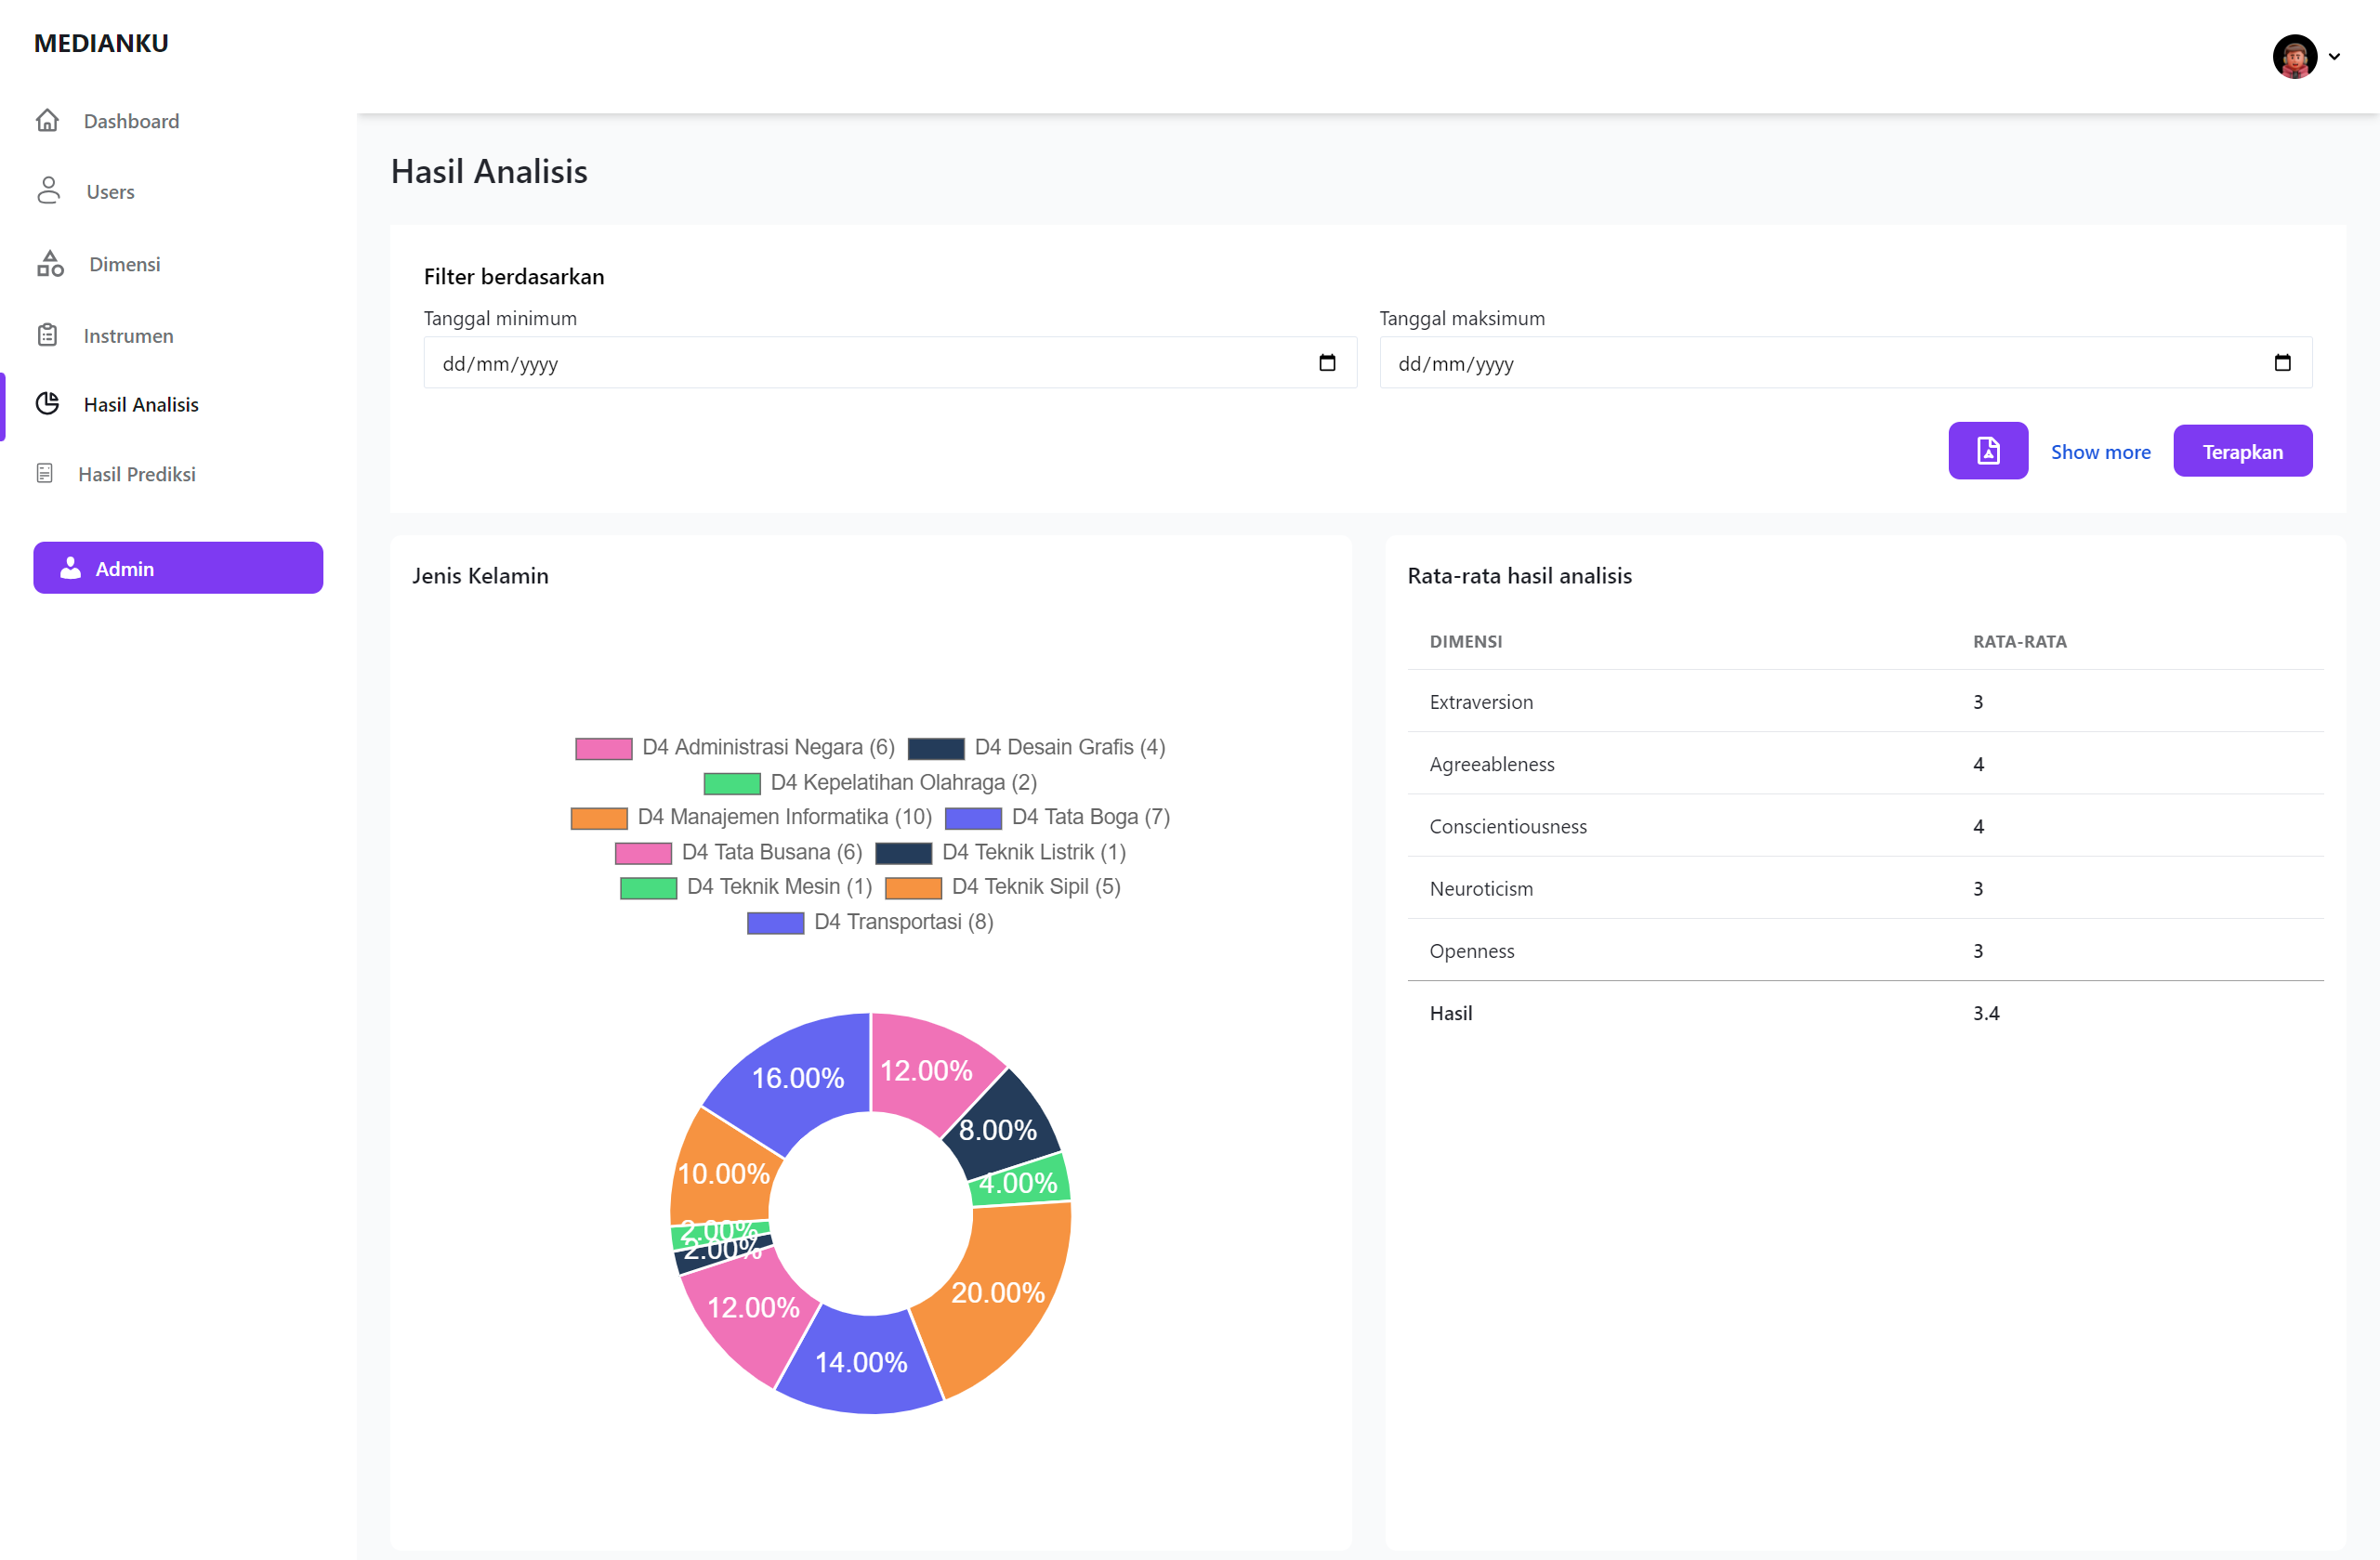 MEDIANKU
Dashboard
Users
Dimensi
Instrumen
Hasil Analisis
Hasil Prediksi
Admin
Hasil Analisis
Filter berdasarkan
Tanggal minimum
dd/mm/yyyy
Tanggal maksimum
dd/mm/yyyy
Show more
Terapkan
Jenis Kelamin
D4 Administrasi Negara (6) D4 Desain Grafis (4)
D4 Kepelatihan Olahraga (2)
D4 Manajemen Informatika (10) D4 Tata Boga (7)
D4 Tata Busana (6) D4 Teknik Listrik (1)
D4 Teknik Mesin (1) D4 Teknik Sipil (5)
D4 Transportasi (8)
12.00%
8.00%
4.00%
20.00%
14.00%
12.00%
2.00%
2.00%
10.00%
16.00%
Rata-rata hasil analisis
DIMENSI RATA-RATA
Extraversion 3
Agreeableness 4
Conscientiousness 4
Neuroticism 3
Openness 3
Hasil 3.4